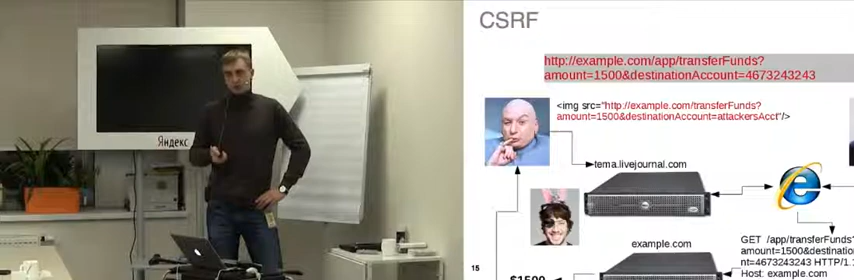 Яндекс
CSRF
http://example.com/app/transferFunds?
amount=1500&destinationAccount=4673243243
<img src="http://example.com/transferFunds?
amount=1500&destinationAccount=attackersAcct"/>
tema.livejournal.com
GET /app/transferFunds?
amount=1500&destinatio
nt=4673243243 HTTP/1.
Host: example.com
example.com
15
$1500